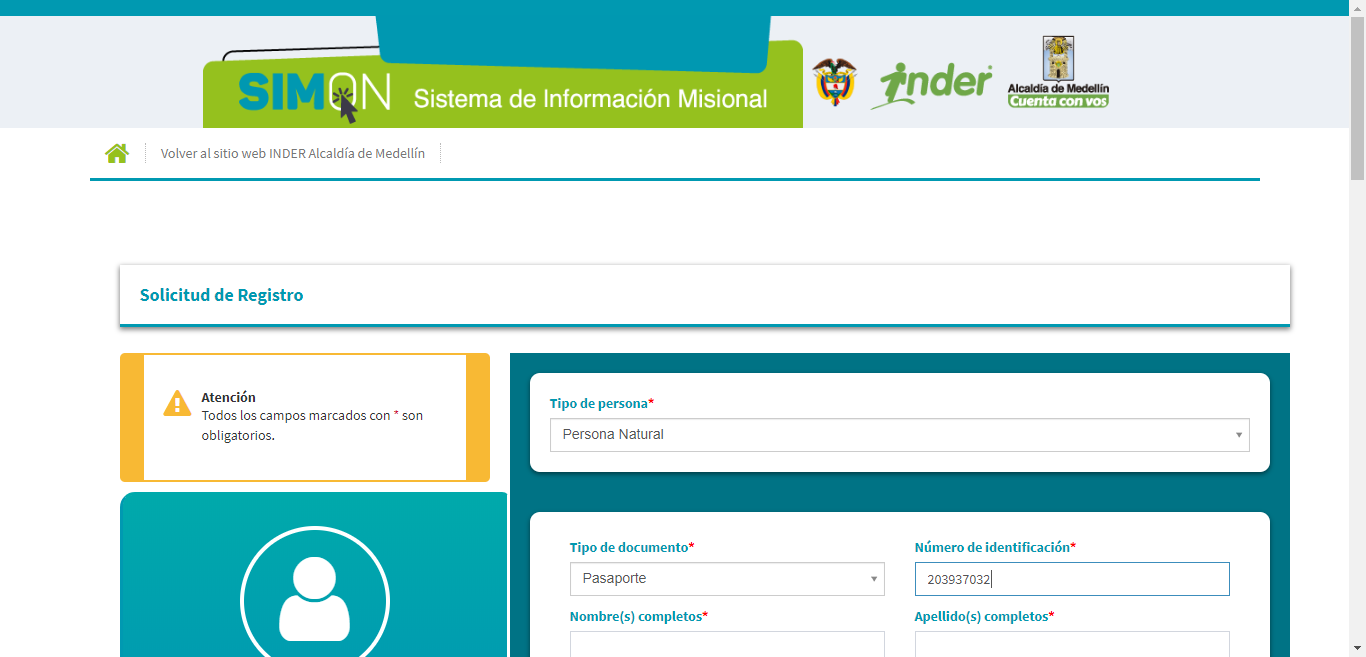 SIMON Sistema de Información Misional
inder
Alcaldía de Medellín
Cuenta con vos
Volver al sitio web INDER Alcaldía de Medellín
Solicitud de Registro
Atención
Todos los campos marcados con * son
obligatorios.
Tipo de persona*
Persona Natural
Tipo de documento*
Número de identificación*
Pasaporte
203937032
Nombre(s) completos*
Apellido(s) completos*